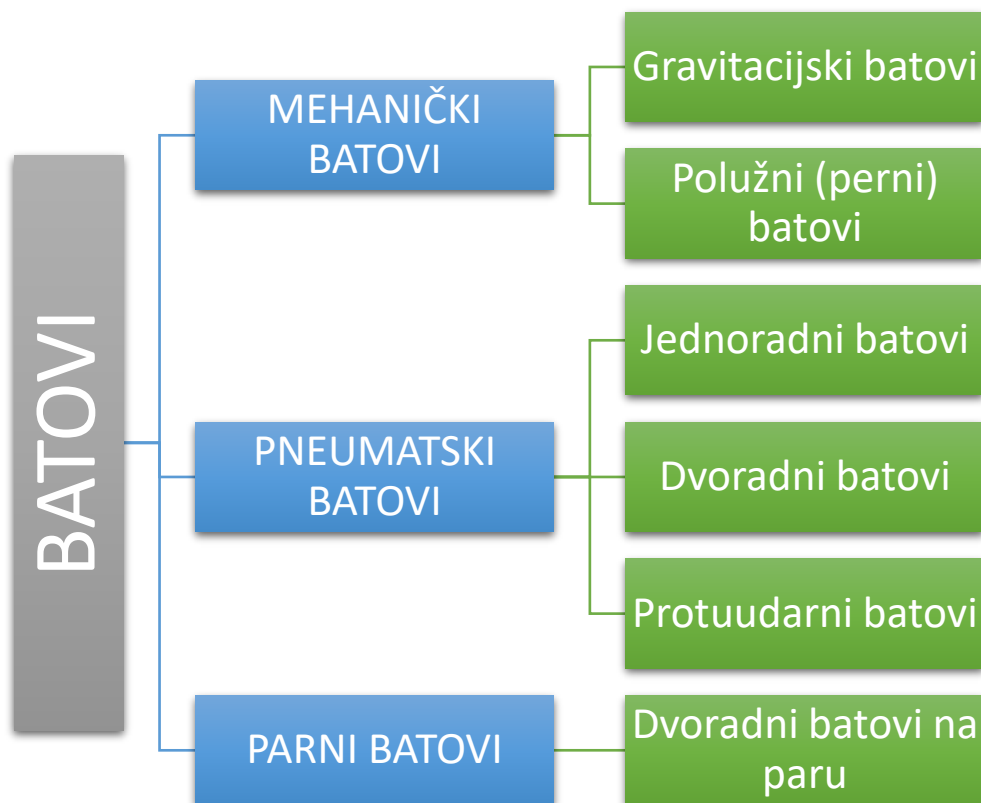 BATOVI
MEHANIČKI
BATOVI
Gravitacijski batovi
Polužni (perni)
batovi
PNEUMATSKI
BATOVI
Jednoradni batovi
Dvoradni batovi
Protuudarni batovi
PARNI BATOVI
Dvoradni batovi na
paru